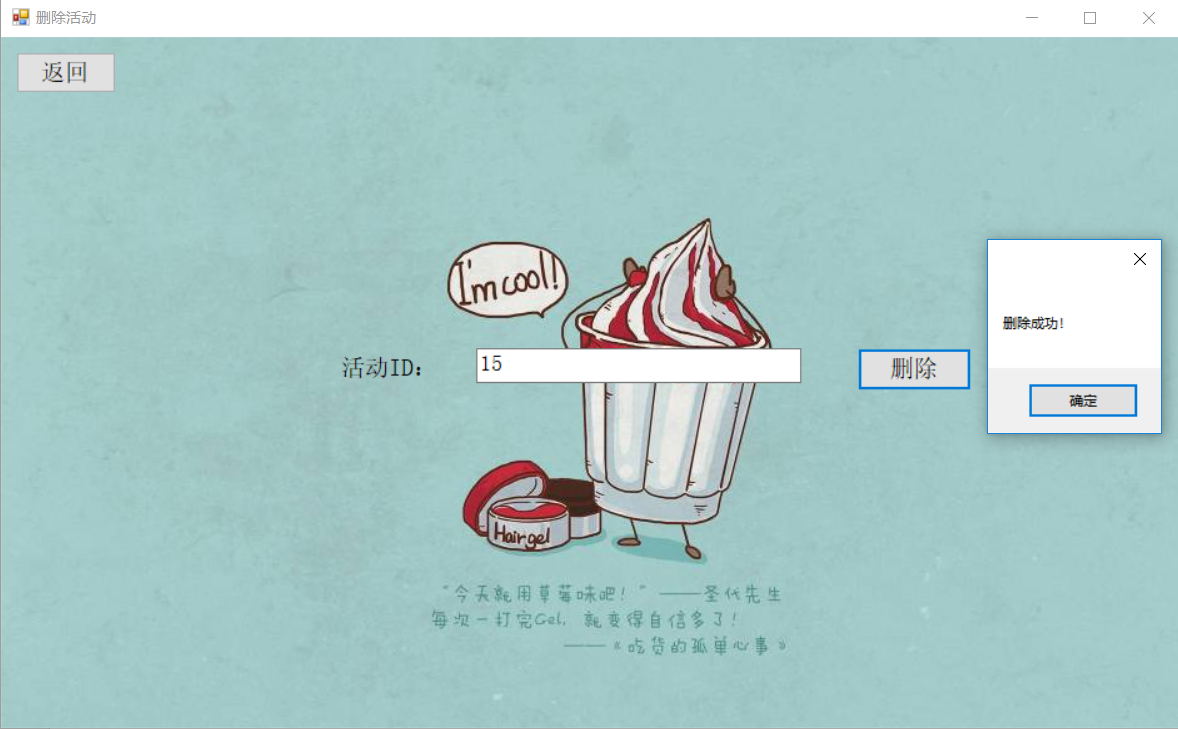 删除活动
返回
I'm cool!
活动ID：
15
删除
删除成功！
确定
Hairgel
“今天就用草莓味吧！”——圣代先生
每次一打完Gel，就变得自信多了！
——《吃货的孤单心事》